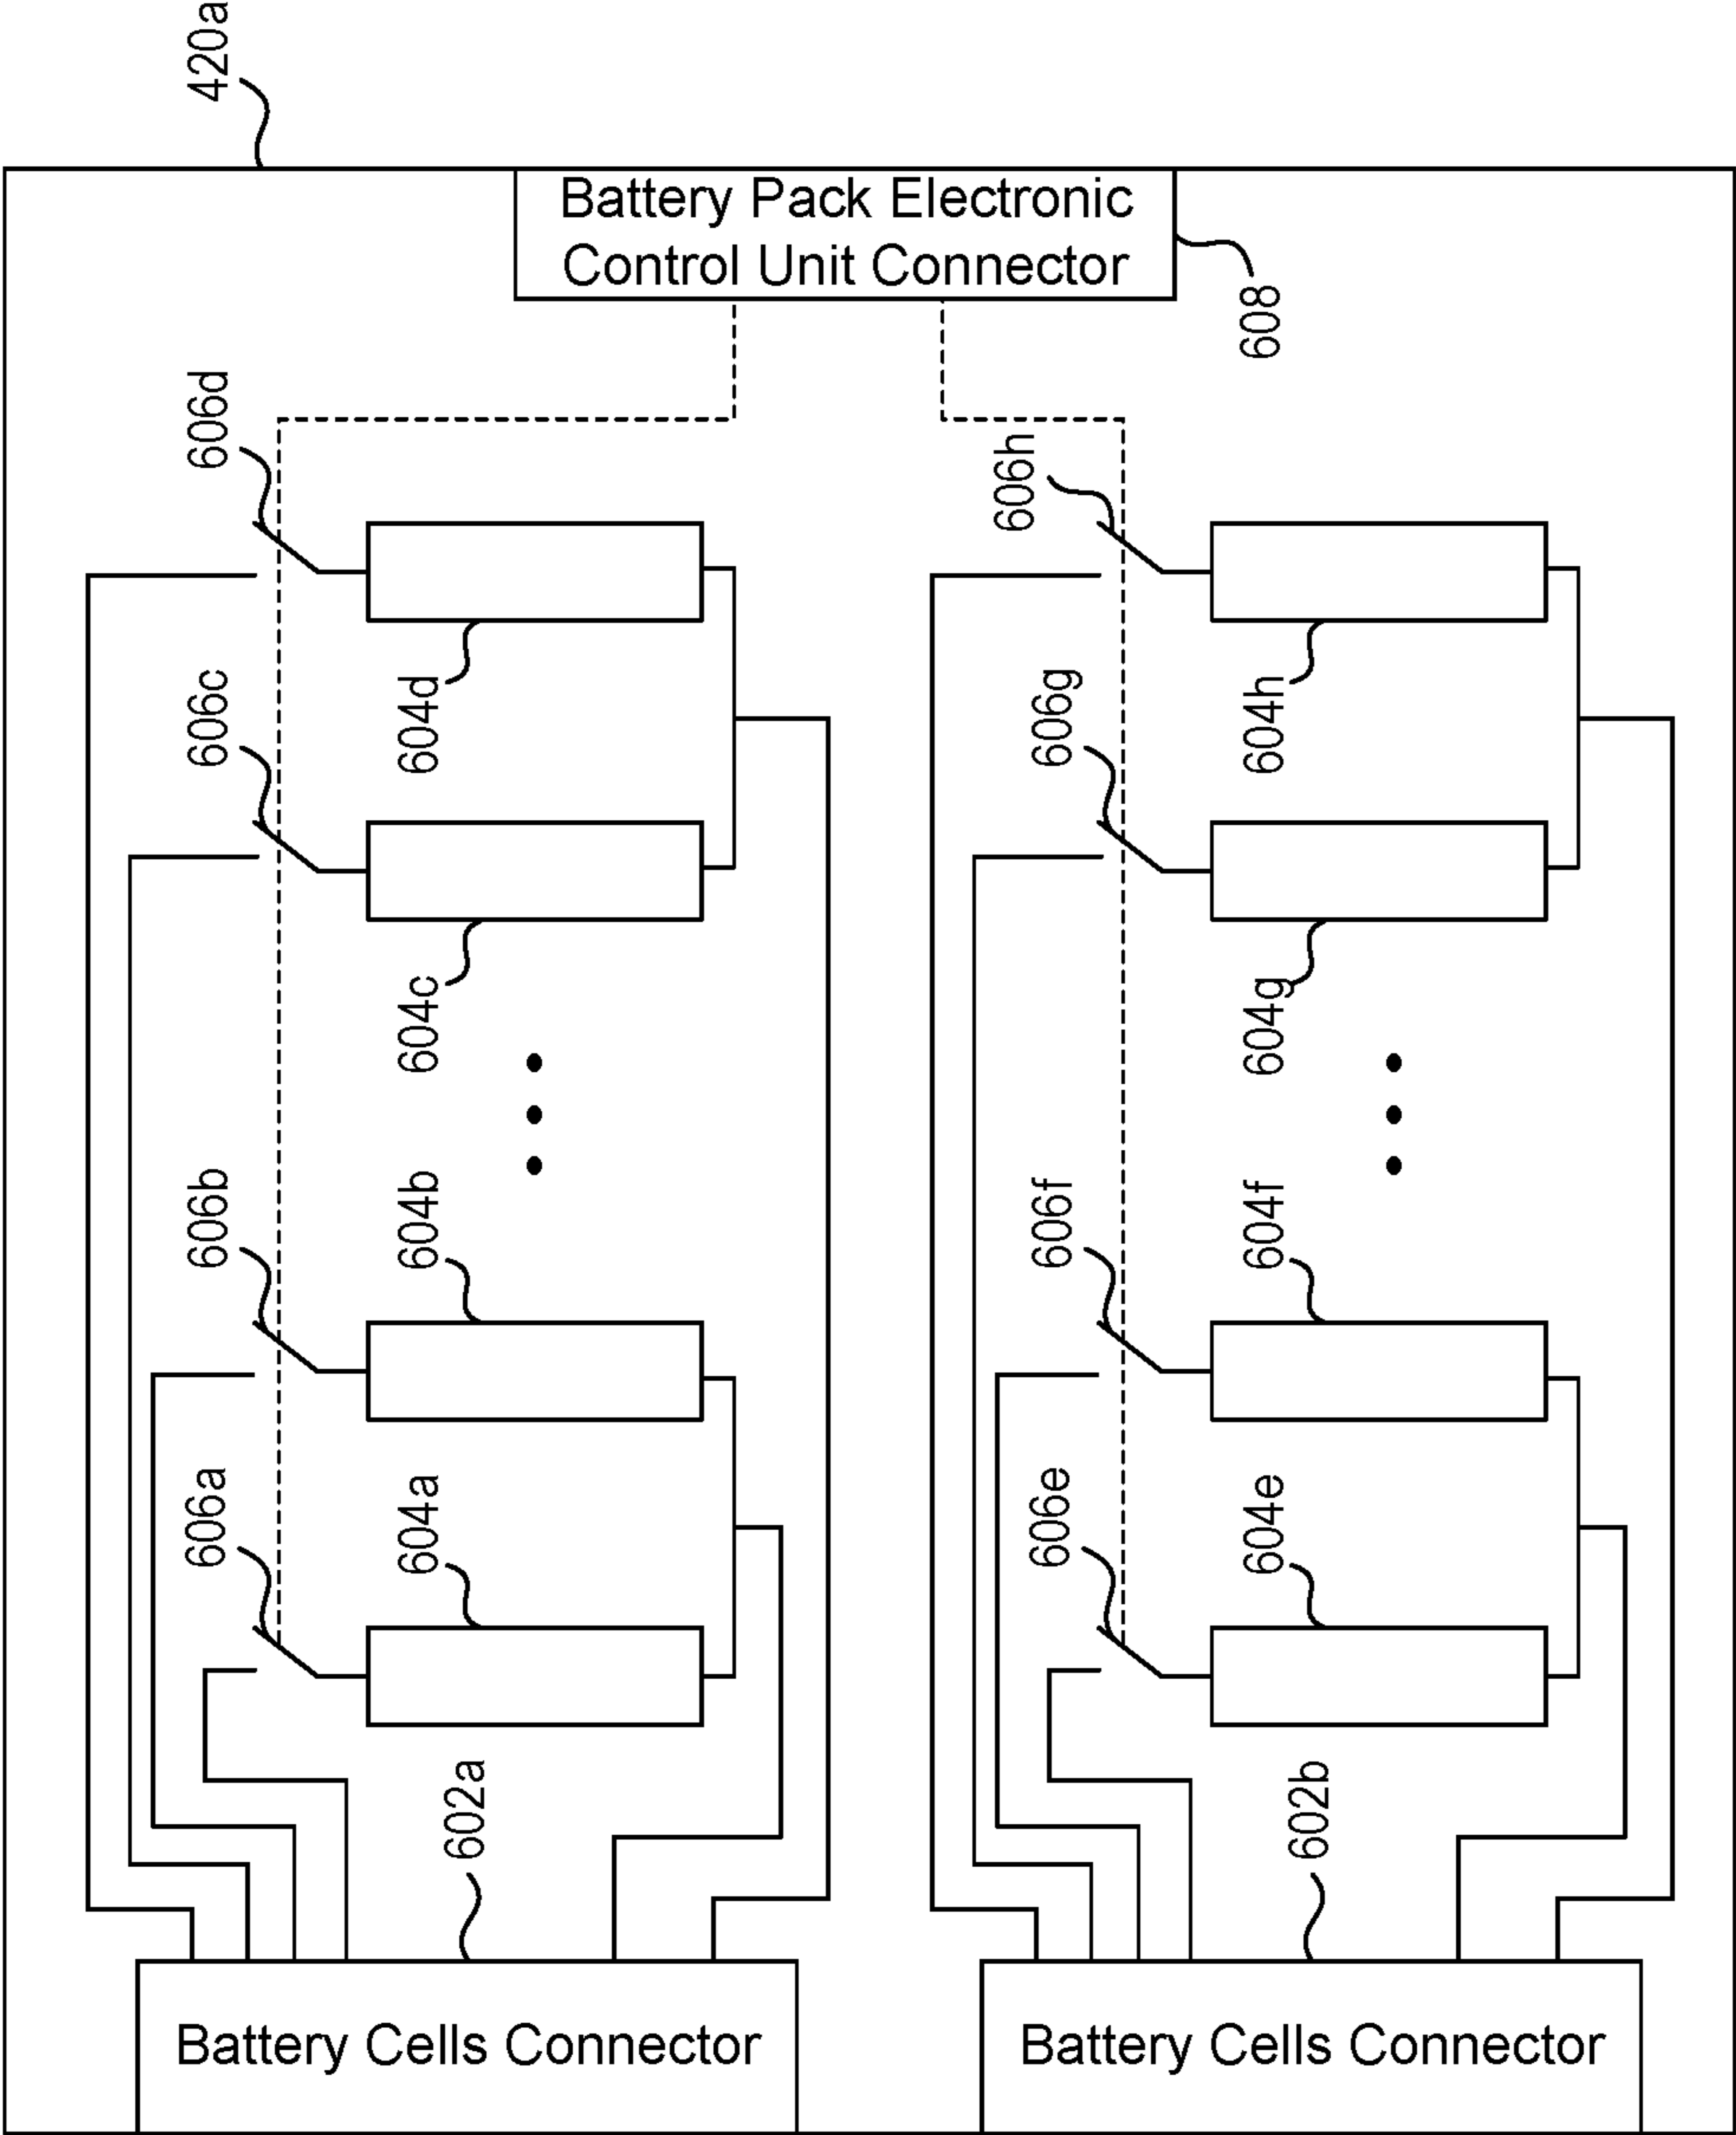 420a
Battery Pack Electronic
Control Unit Connector
608
606d
606h
604d
604h
606c
606g
604c
604g
606b
604b
606f
604f
606a
604a
606e
604e
602a
602b
Battery Cells Connector
Battery Cells Connector